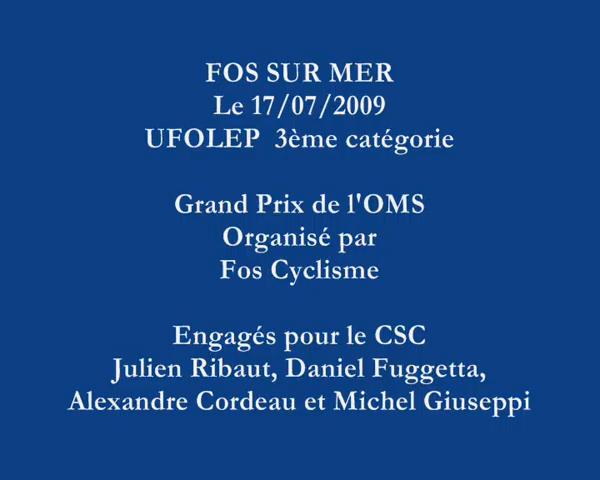 FOS SUR MER
Le 17/07/2009
UFOLEP 3ème catégorie
Grand Prix de l'OMS
Organisé par
Fos Cyclisme
Engagés pour le CSC
Julien Ribaut, Daniel Fuggetta,
Alexandre Cordeau et Michel Giuseppi